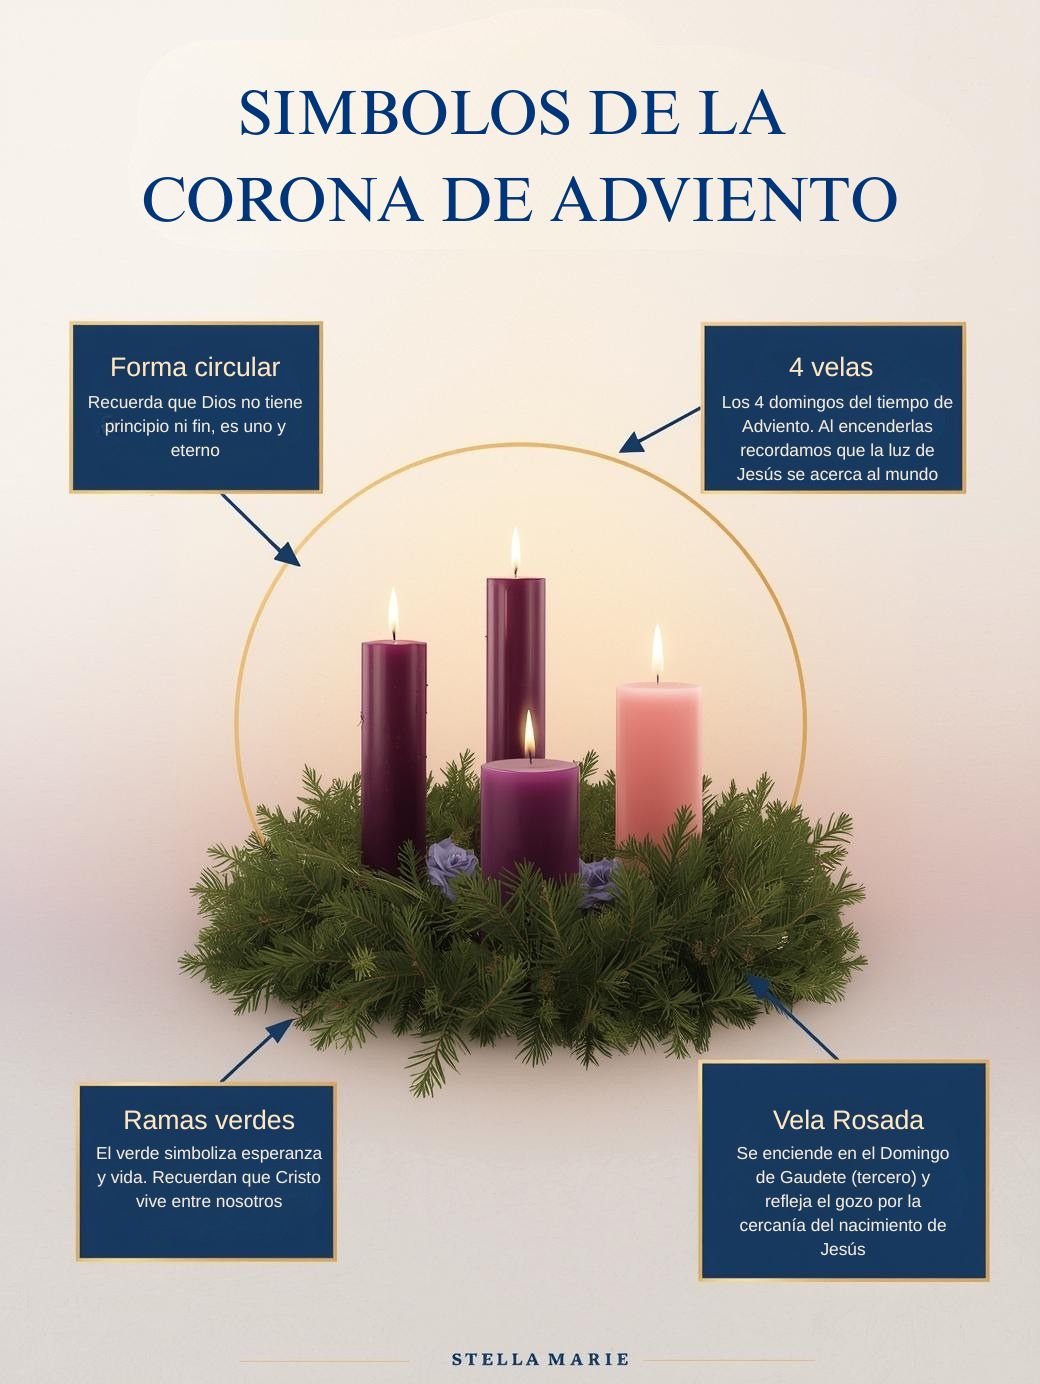 SIMBOLOS DE LA
CORONA DE ADVIENTO
Forma circular
Recuerda que Dios no tiene
principio ni fin, es uno y
eterno
4 velas
Los 4 domingos del tiempo de
Adviento. Al encenderlas
recordamos que la luz de
Jesús se acerca al mundo
Ramas verdes
El verde simboliza esperanza
y vida. Recuerdan que Cristo
vive entre nosotros
Vela Rosada
Se enciende en el Domingo
de Gaudete (tercero) y
refleja el gozo por la
cercanía del nacimiento de
Jesús
STELLA MARIE